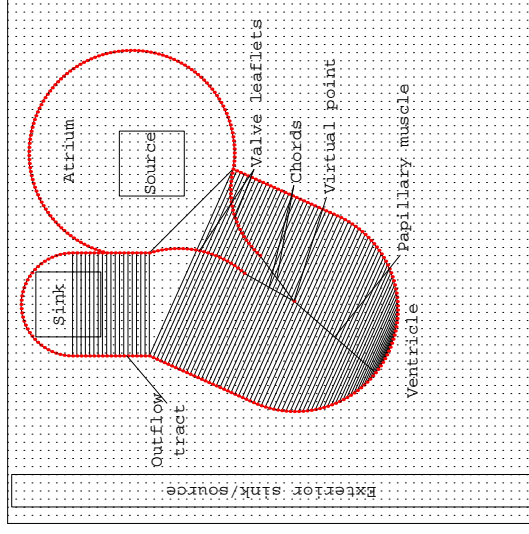 Atrium
Source
Sink
Valve leaflets
Chords
Virtual point
Papillary muscle
Ventricle
Outflow
tract
Exterior sink/source